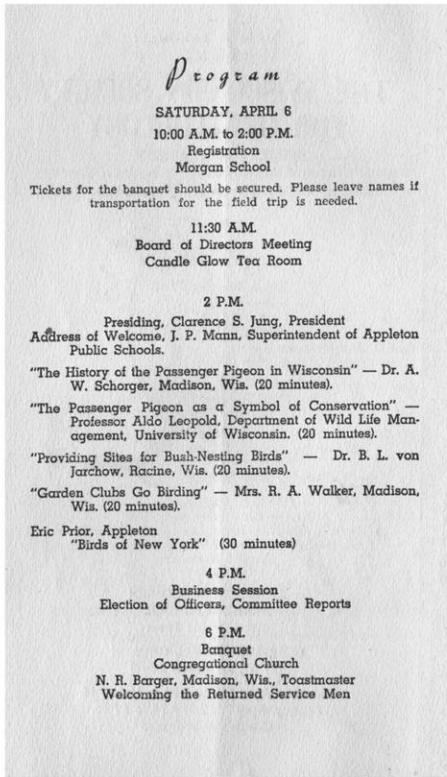 Program
SATURDAY, APRIL 6
10:00 A.M. to 2:00 P.M.
Registration
Morgan School
Tickets for the banquet should be secured. Please leave names if
transportation for the field trip is needed.
11:30 A.M.
Board of Directors Meeting
Candle Glow Tea Room
2 P.M.
Presiding, Clarence S. Jung, President
Address of Welcome, J. P. Mann, Superintendent of Appleton
Public Schools.
"The History of the Passenger Pigeon in Wisconsin" — Dr. A.
W. Schorger, Madison, Wis. (20 minutes).
"The Passenger Pigeon as a Symbol of Conservation" —
Professor Aldo Leopold, Department of Wild Life Man-
agement, University of Wisconsin. (20 minutes).
"Providing Sites for Bush-Nesting Birds" — Dr. B. L. von
Jarchow, Racine, Wis. (20 minutes).
"Garden Clubs Go Birding" — Mrs. R. A. Walker, Madison,
Wis. (20 minutes).
Eric Prior, Appleton
"Birds of New York" (30 minutes)
4 P.M.
Business Session
Election of Officers, Committee Reports
6 P.M.
Banquet
Congregational Church
N. R. Barger, Madison, Wis., Toastmaster
Welcoming the Returned Service Men